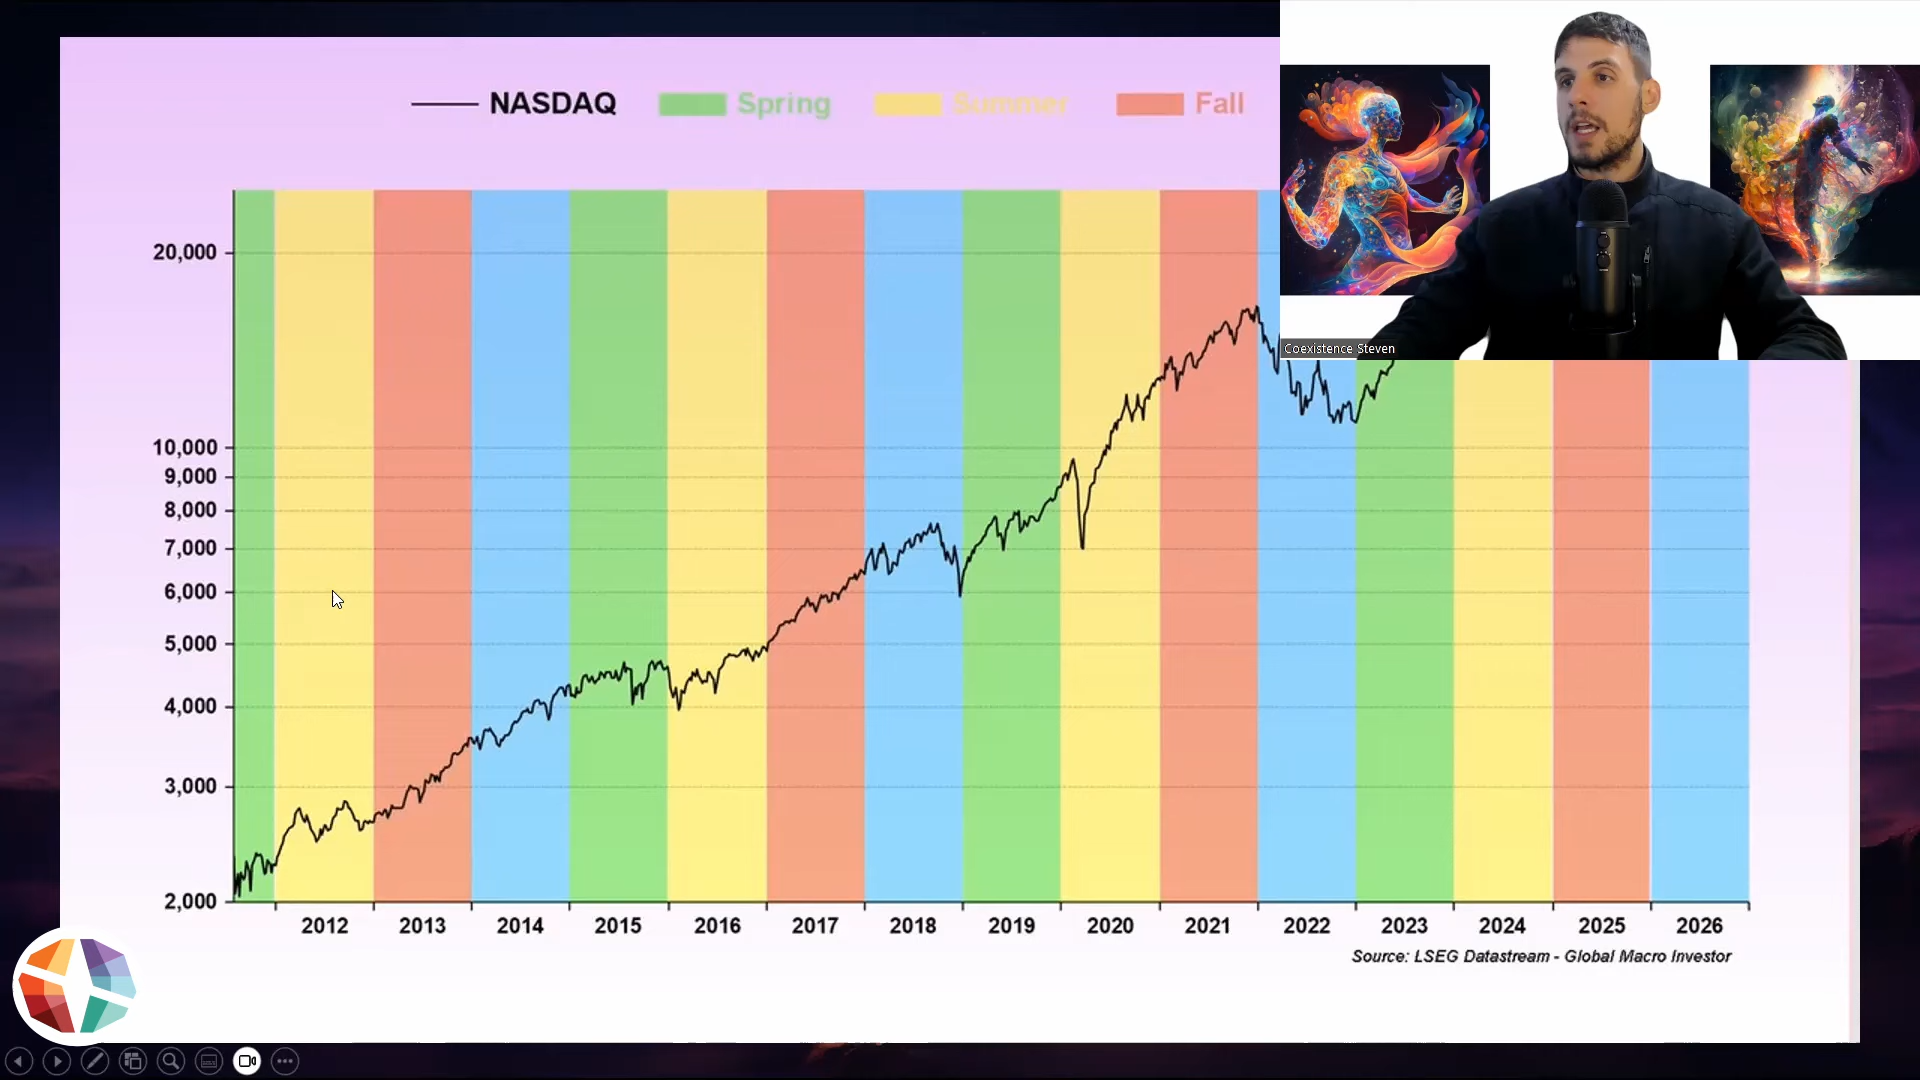 NASDAQ Spring Summer Fall
Coexistence Steven
20,000
10,000
9,000
8,000
7,000
6,000
5,000
4,000
3,000
2,000
2012 2013 2014 2015 2016 2017 2018 2019 2020 2021 2022 2023 2024 2025 2026
Source: LSEG Datastream - Global Macro Investor